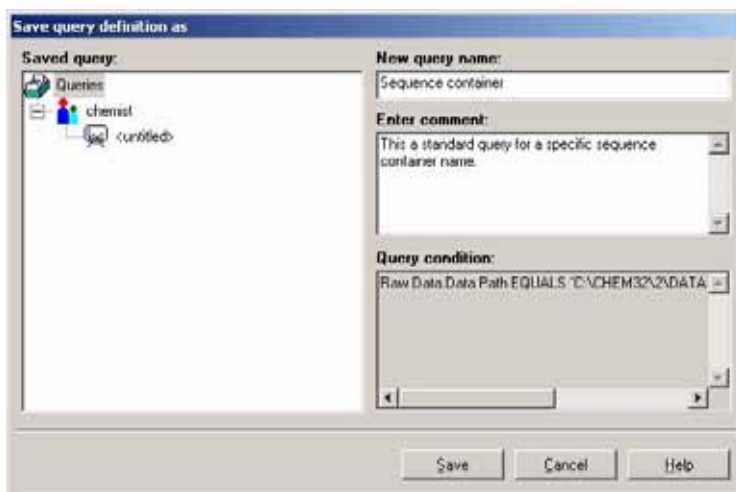 Save query definition as
Saved query:
Queries
chemist
<untitled>
New query name:
Sequence container
Enter comment:
This a standard query for a specific sequence
container name.
Query condition:
Raw Data.Data Path EQUALS "C:\CHEM32\2\DATA
Save
Cancel
Help